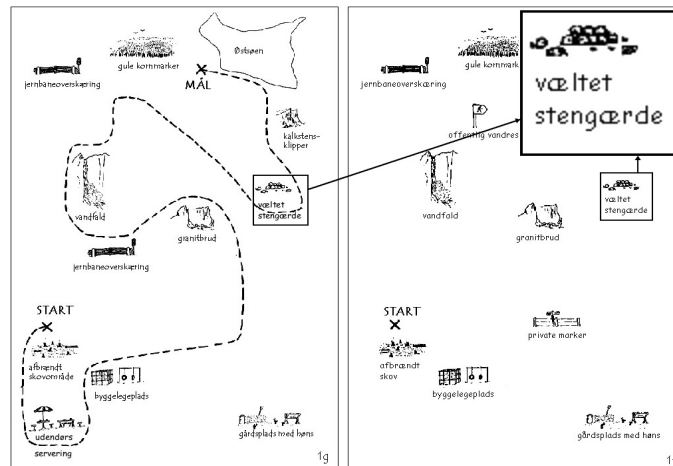 Østsøen
gule kornmarker
jernbaneoverskæring
MÅL
kalkstens-
klipper
vandfald
væltet
stengærde
granitbrud
jernbaneoverskæring
START
afbrændt
skovområde
byggelegeplads
udendørs
servering
gårdsplads med høns
1g
gule kornmark
jernbaneoverskæring
væltet
stengærde
offentlig vandres
vandfald
væltet
stengærde
granitbrud
START
private marker
afbrændt
skov
byggelegeplads
gårdsplads med høns